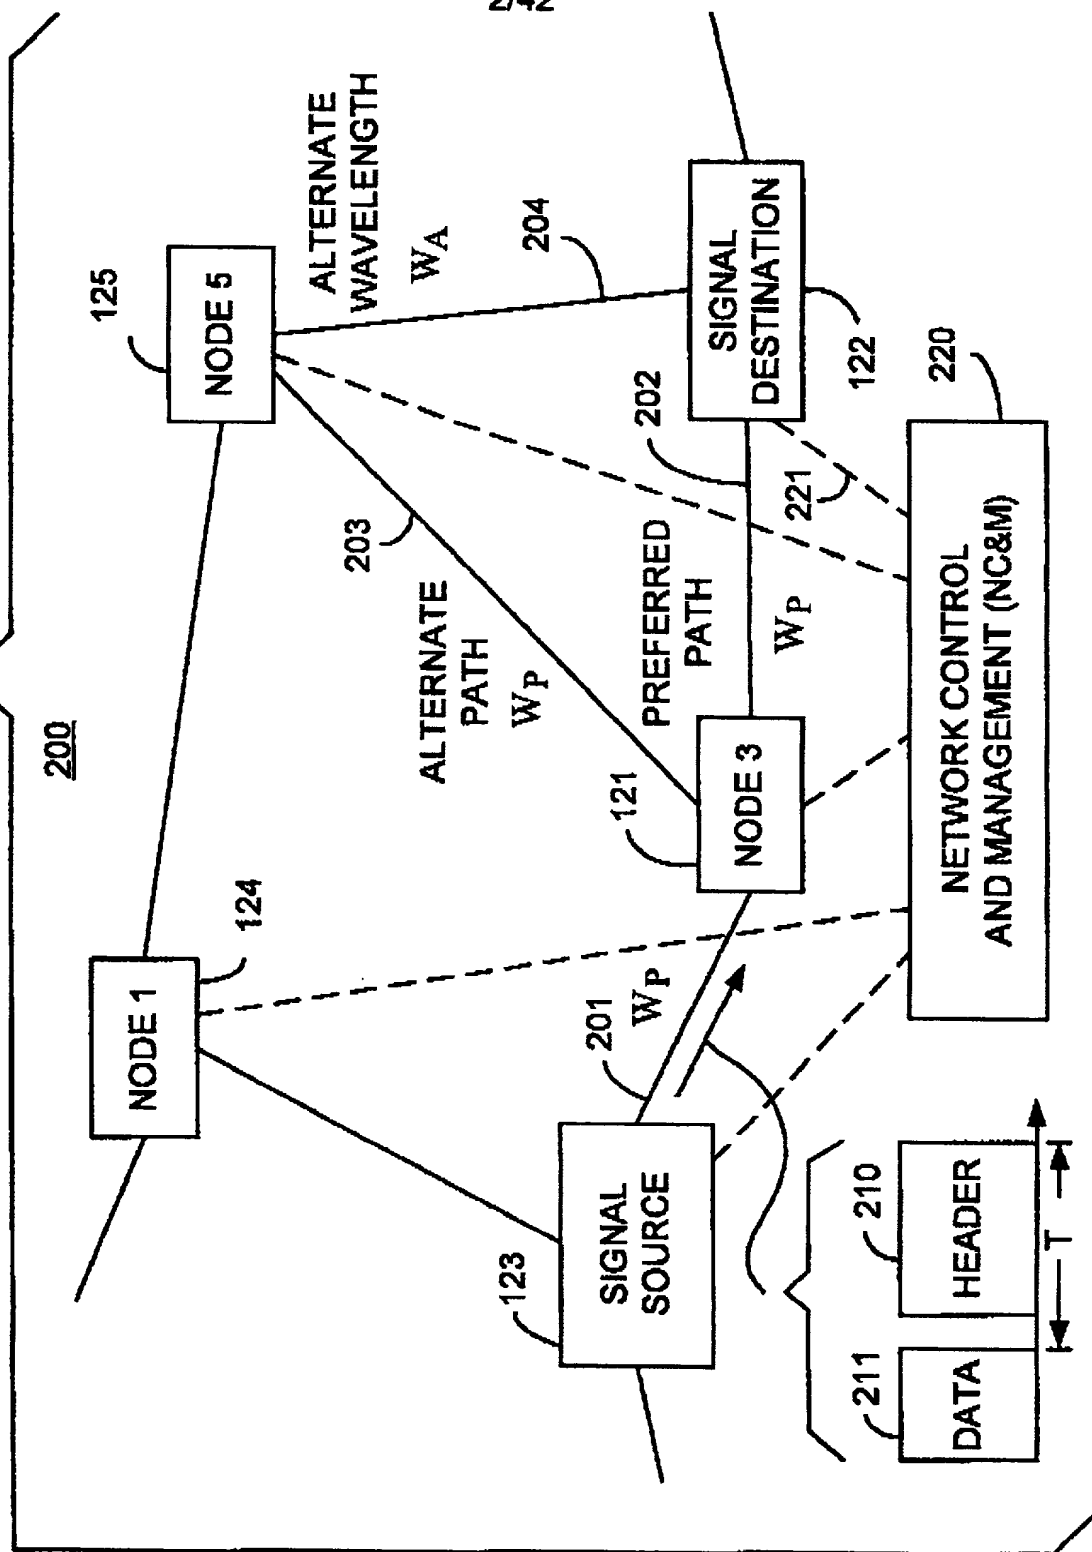 2/42
200
125
NODE 5
ALTERNATE
WAVELENGTH
WA
204
124
NODE 1
203
ALTERNATE
PATH
WP
SIGNAL
DESTINATION
122
202
PREFERRED
PATH
WP
221
220
121
NODE 3
201
WP
123
SIGNAL
SOURCE
NETWORK CONTROL
AND MANAGEMENT (NC&M)
211
DATA
210
HEADER
T